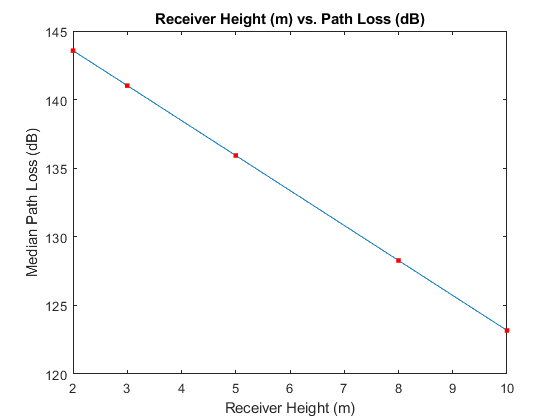 Receiver Height (m) vs. Path Loss (dB)
145
140
135
130
125
120
Median Path Loss (dB)
2 3 4 5 6 7 8 9 10
Receiver Height (m)